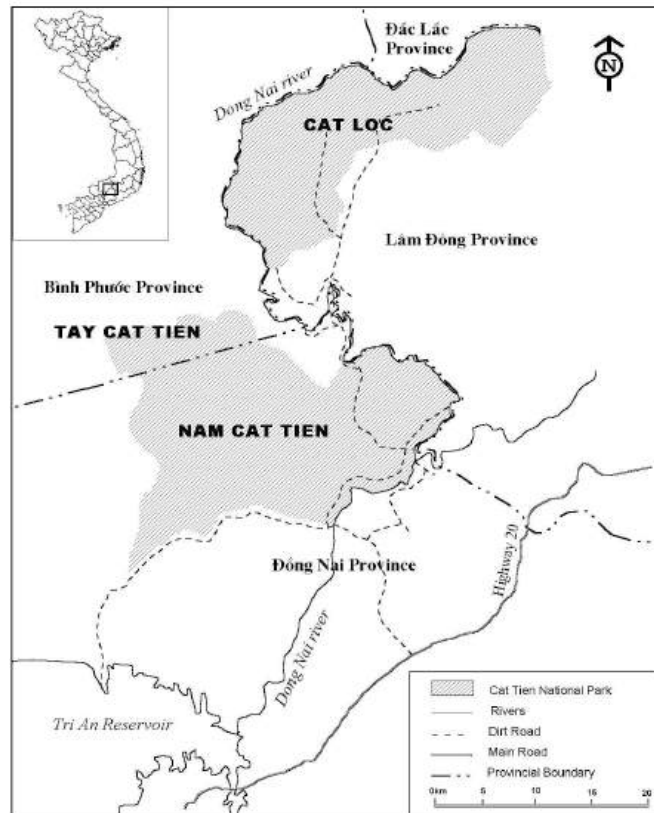 Đắc Lắc
Province
Dong Nai river
CAT LOC
N
Lâm Đồng Province
Bình Phước Province
TAY CAT TIEN
NAM CAT TIEN
Đồng Nai Province
Highway 20
Dong Nai river
Tri An Reservoir
Cat Tien National Park
Rivers
Dirt Road
Main Road
Provincial Boundary
0km 5 10 15 20